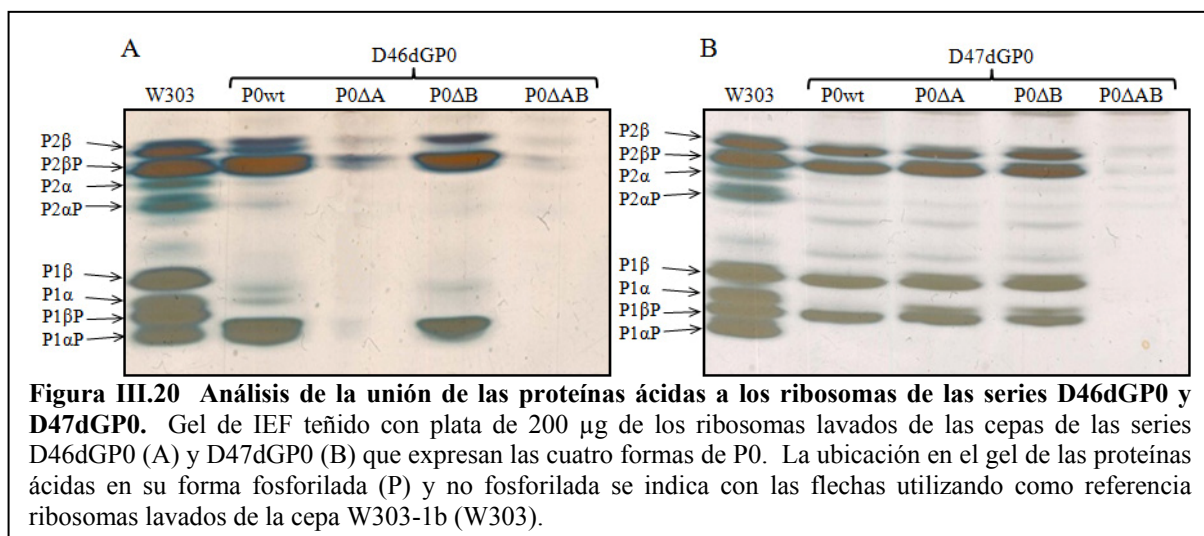 A
D46dGP0
W303 P0wt P0ΔA P0ΔB P0ΔAB
P2β
P2βP
P2α
P2αP
P1β
P1α
P1βP
P1αP
B
D47dGP0
W303 P0wt P0ΔA P0ΔB P0ΔAB
P2β
P2βP
P2α
P2αP
P1β
P1α
P1βP
P1αP
Figura III.20 Análisis de la unión de las proteínas ácidas a los ribosomas de las series D46dGP0 y
D47dGP0. Gel de IEF teñido con plata de 200 µg de los ribosomas lavados de las cepas de las series
D46dGP0 (A) y D47dGP0 (B) que expresan las cuatro formas de P0. La ubicación en el gel de las proteínas
ácidas en su forma fosforilada (P) y no fosforilada se indica con las flechas utilizando como referencia
ribosomas lavados de la cepa W303-1b (W303).